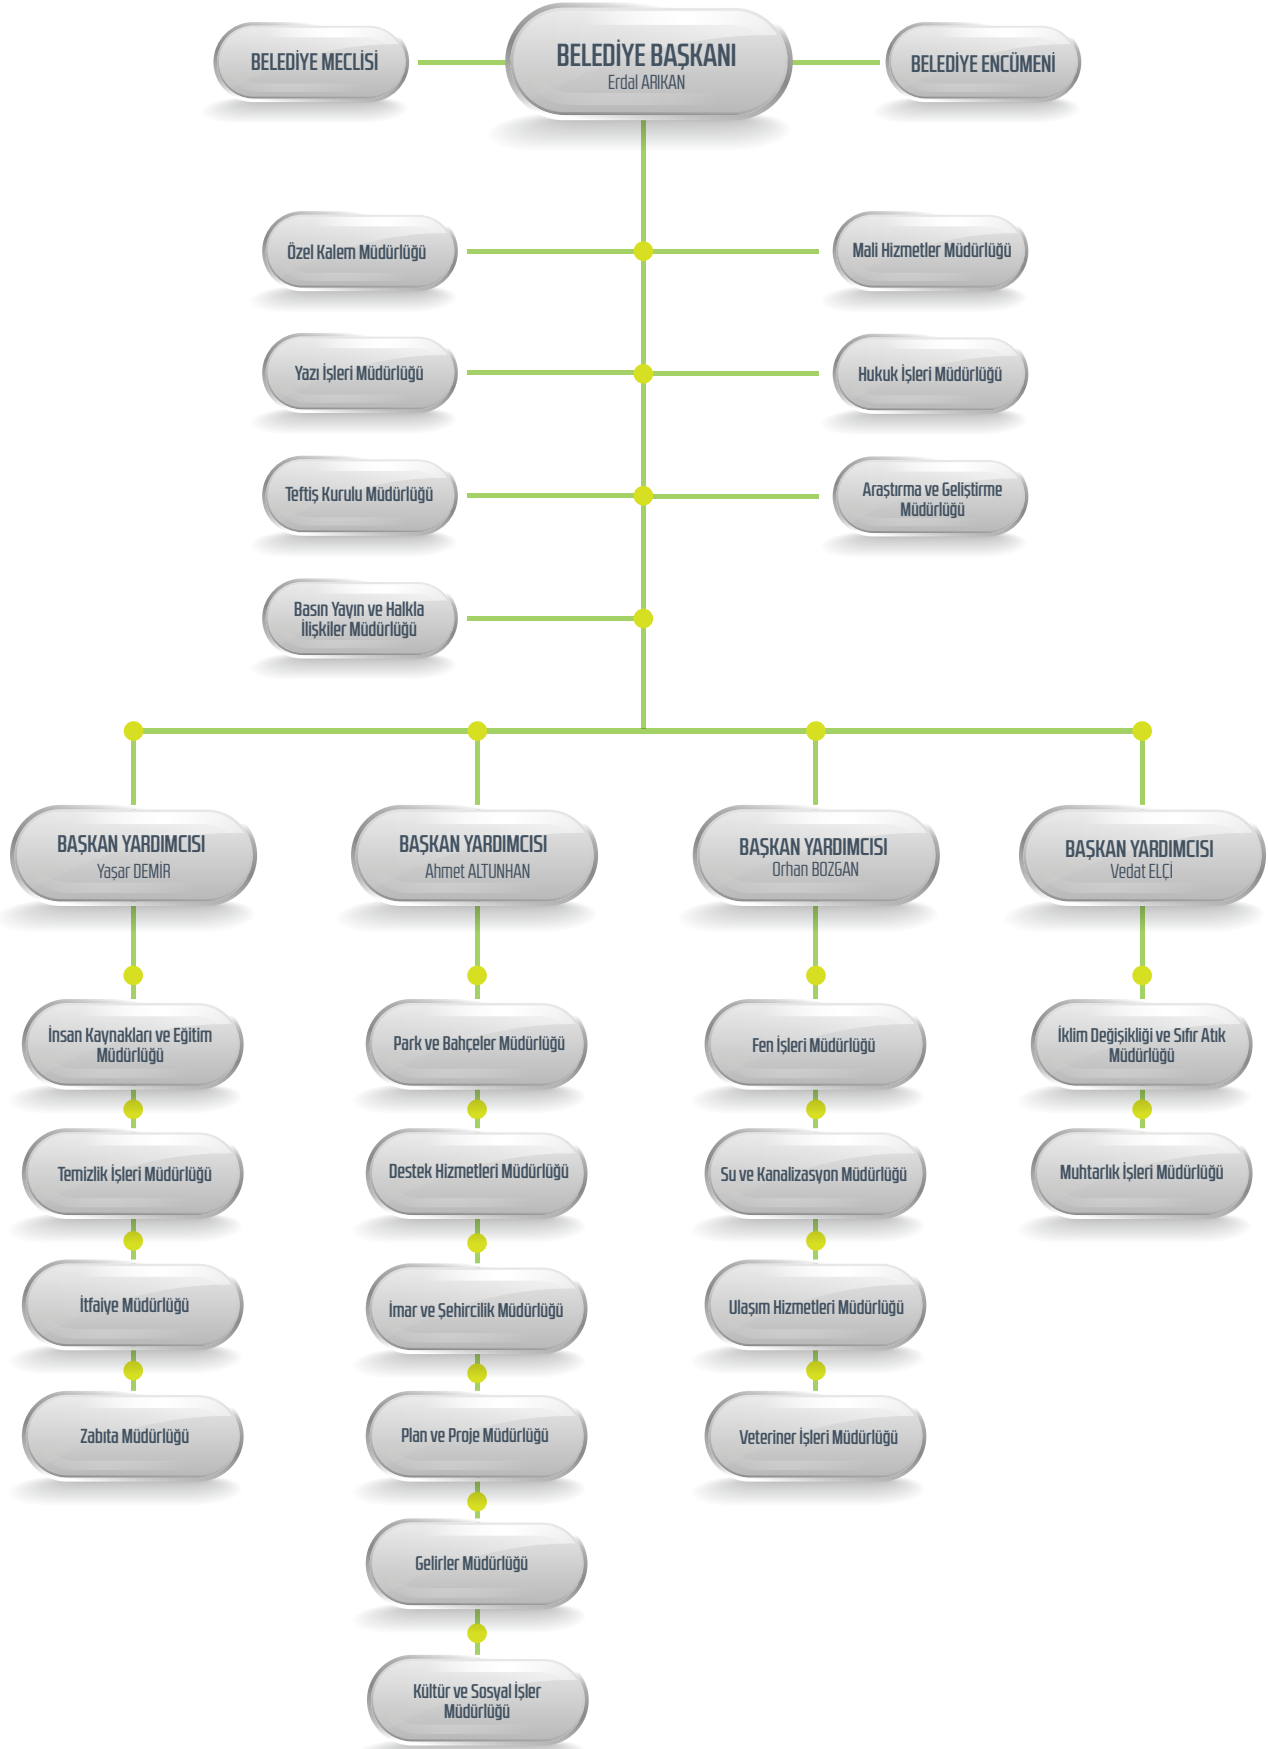 BELEDİYE MECLİSİ
BELEDİYE BAŞKANI
Erdal ARIKAN
BELEDİYE ENCÜMENİ
Özel Kalem Müdürlüğü
Mali Hizmetler Müdürlüğü
Yazı İşleri Müdürlüğü
Hukuk İşleri Müdürlüğü
Teftiş Kurulu Müdürlüğü
Araştırma ve Geliştirme
Müdürlüğü
Basın Yayın ve Halkla
İlişkiler Müdürlüğü
BAŞKAN YARDIMCISI
Yaşar DEMİR
BAŞKAN YARDIMCISI
Ahmet ALTUNHAN
BAŞKAN YARDIMCISI
Orhan BOZGAN
BAŞKAN YARDIMCISI
Vedat ELÇİ
İnsan Kaynakları ve Eğitim
Müdürlüğü
Park ve Bahçeler Müdürlüğü
Fen İşleri Müdürlüğü
İklim Değişikliği ve Sıfır Atık
Müdürlüğü
Temizlik İşleri Müdürlüğü
Destek Hizmetleri Müdürlüğü
Su ve Kanalizasyon Müdürlüğü
Muhtarlık İşleri Müdürlüğü
İtfaiye Müdürlüğü
İmar ve Şehircilik Müdürlüğü
Ulaşım Hizmetleri Müdürlüğü
Zabıta Müdürlüğü
Plan ve Proje Müdürlüğü
Veteriner İşleri Müdürlüğü
Gelirler Müdürlüğü
Kültür ve Sosyal İşler
Müdürlüğü